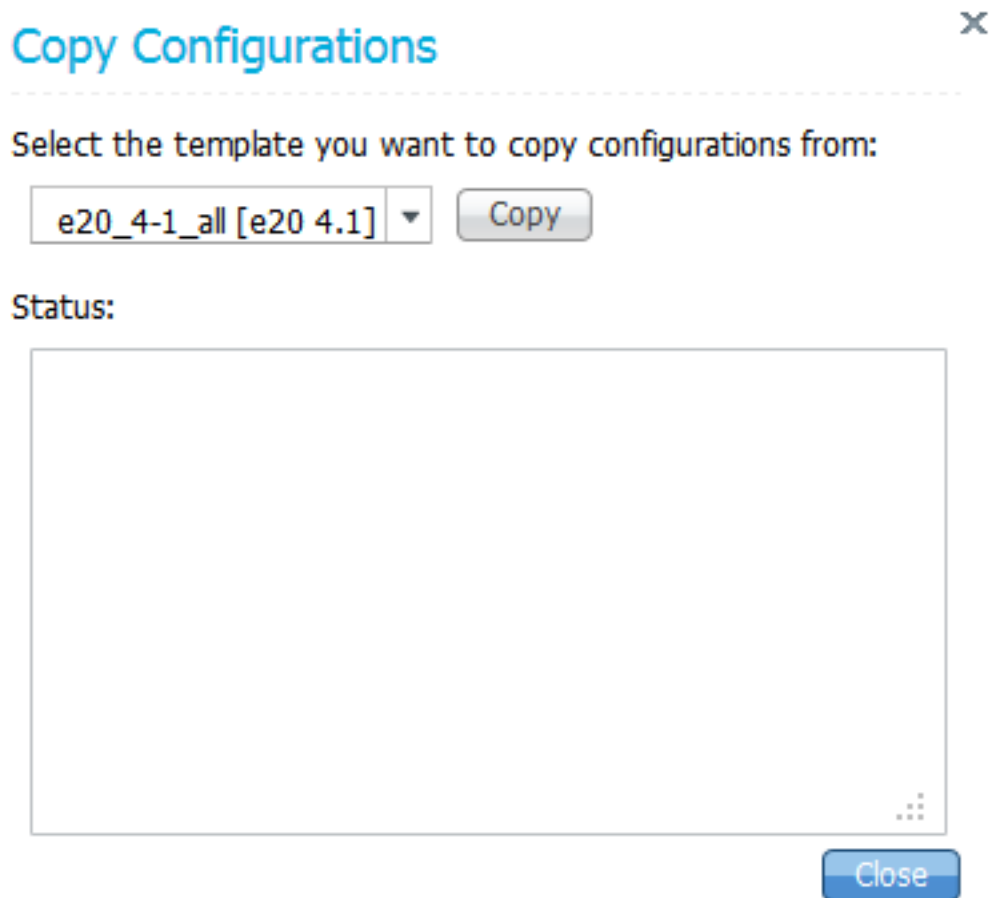 Copy Configurations
Select the template you want to copy configurations from:
e20_4-1_all [e20 4.1]
Copy
Status:
Close